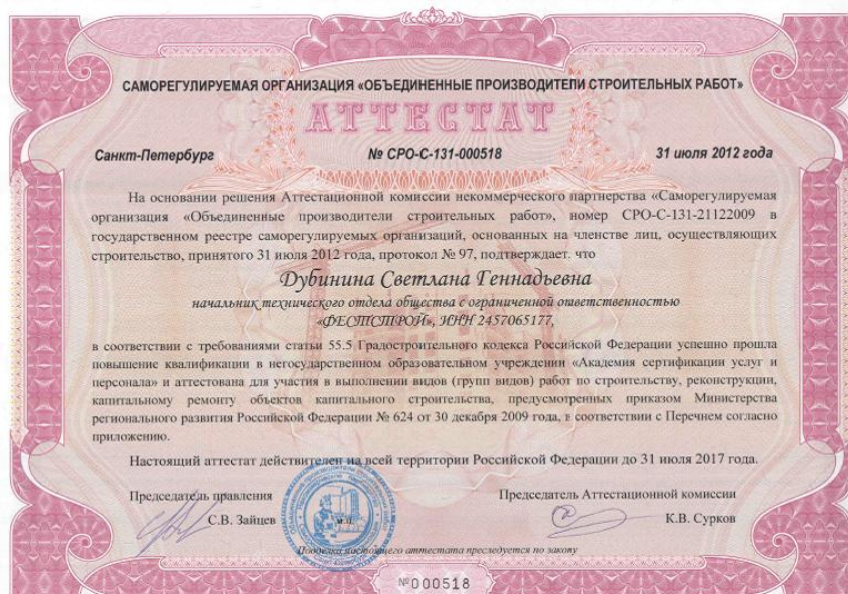 САМОРЕГУЛИРУЕМАЯ ОРГАНИЗАЦИЯ «ОБЪЕДИНЕННЫЕ ПРОИЗВОДИТЕЛИ СТРОИТЕЛЬНЫХ РАБОТ»
АТТЕСТАТ
Санкт-Петербург № СРО-С-131-000518 31 июля 2012 года
На основании решения Аттестационной комиссии некоммерческого партнерства «Саморегулируемая
организация «Объединенные производители строительных работ», номер СРО-С-131-21122009 в
государственном реестре саморегулируемых организаций, основанных на членстве лиц, осуществляющих
строительство, принятого 31 июля 2012 года, протокол № 97, подтверждает, что
Дубинина Светлана Геннадьевна
начальник технического отдела общества с ограниченной ответственностью
«ФЕСТСТРОЙ», ИНН 2457065177,
в соответствии с требованиями статьи 55.5 Градостроительного кодекса Российской Федерации успешно прошла
повышение квалификации в негосударственном образовательном учреждении «Академия сертификации услуг и
персонала» и аттестована для участия в выполнении видов (групп видов) работ по строительству, реконструкции,
капитальному ремонту объектов капитального строительства, предусмотренных приказом Министерства
регионального развития Российской Федерации № 624 от 30 декабря 2009 года, в соответствии с Перечнем согласно
приложению.
Настоящий аттестат действителен на всей территории Российской Федерации до 31 июля 2017 года.
Председатель правления Председатель Аттестационной комиссии
С.В. Зайцев м.п. К.В. Сурков
Подделка настоящего аттестата преследуется по закону
№000518